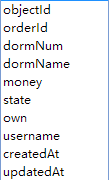 objectId
orderId
dormNum
dormName
money
state
own
username
createdAt
updatedAt